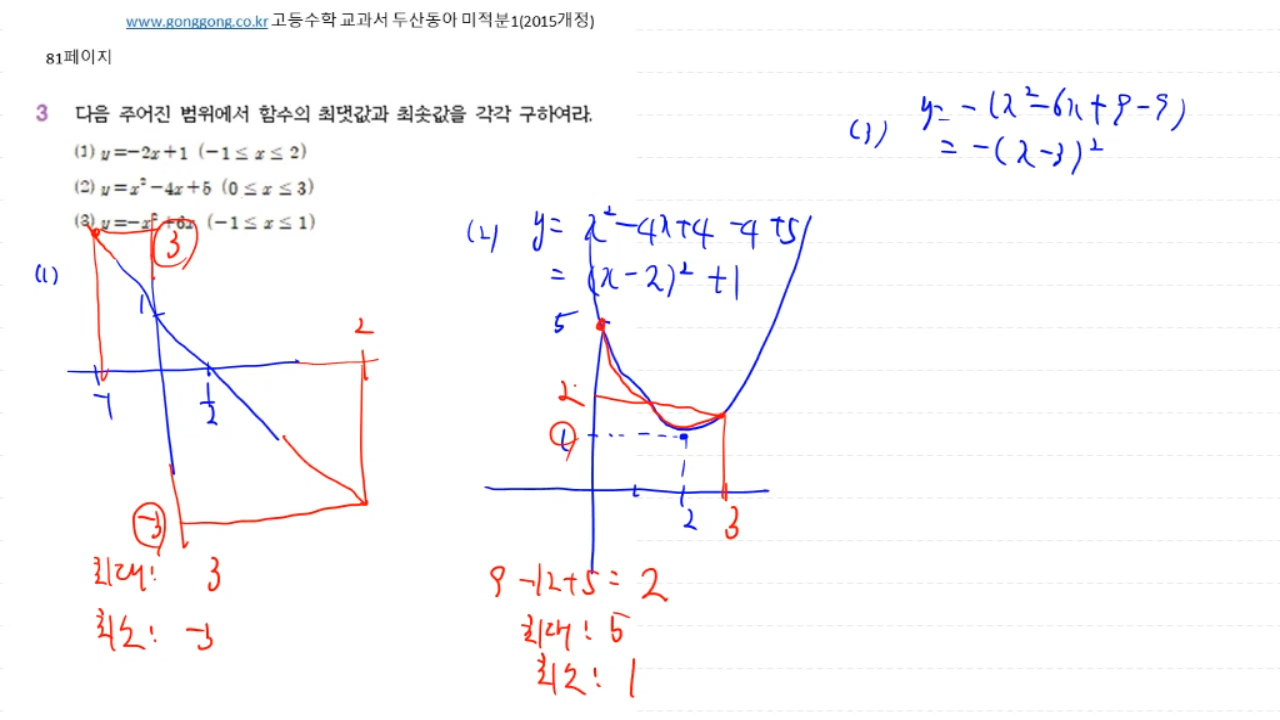 www.gonggong.co.kr 고등수학 교과서 두산동아 미적분1(2015개정)
81페이지
3 다음 주어진 범위에서 함수의 최댓값과 최솟값을 각각 구하여라.
(1) y=-2x+1 (-1≤x≤2)
(2) y=x²-4x+5 (0≤x≤3)
(3) y=-x²+6x (-1≤x≤1)
(1)
3
1
2
-1
1/2
-3
최대: 3
최소: -3
(2) y= x²-4x+4 -4+5
= (x-2)² +1
5
2
1
2
3
9-12+5= 2
최대: 5
최소: 1
(3) y= -(x²-6x+9-9)
= -(x-3)²